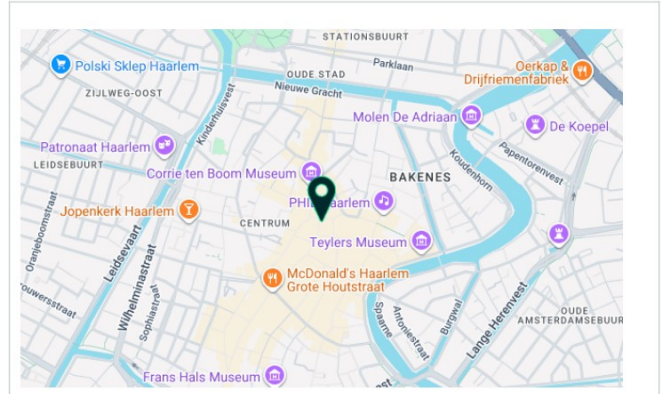 STATIONSBUURT
Parklaan
Polski Sklep Haarlem
OUDE STAD
Oerkap &
Drijfriemenfabriek
ZIJLWEG-OOST
Nieuwe Gracht
Kinderhuisvest
Molen De Adriaan
De Koepel
Patronaat Haarlem
LEIDSEBUURT
Corrie ten Boom Museum
BAKENES
Koudenhorn
Papentorenvest
Jopenkerk Haarlem
CENTRUM
Teylers Museum
Oranjeboomstraat
Leidsevaart
Wilhelminastraat
Sophiastraat
McDonald's Haarlem
Grote Houtstraat
Spaarne
Antoniestraat
Burgwal
Lange Herenvest
OUDE
AMSTERDAMSEBUUR
Frans Hals Museum